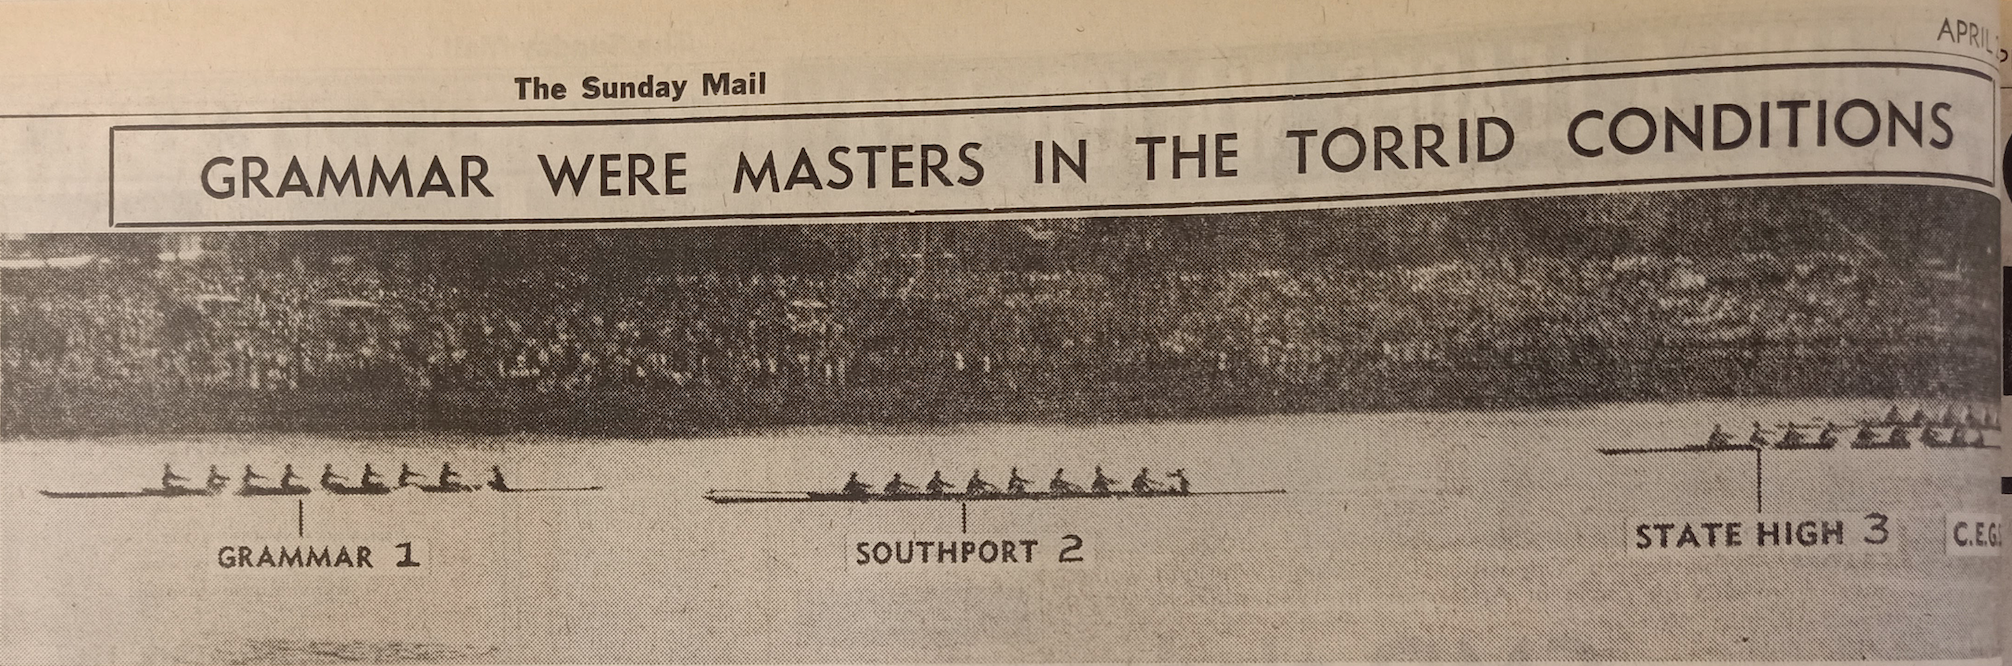 APRIL
The Sunday Mail
GRAMMAR WERE MASTERS IN THE TORRID CONDITIONS
GRAMMAR 1
SOUTHPORT 2
STATE HIGH 3